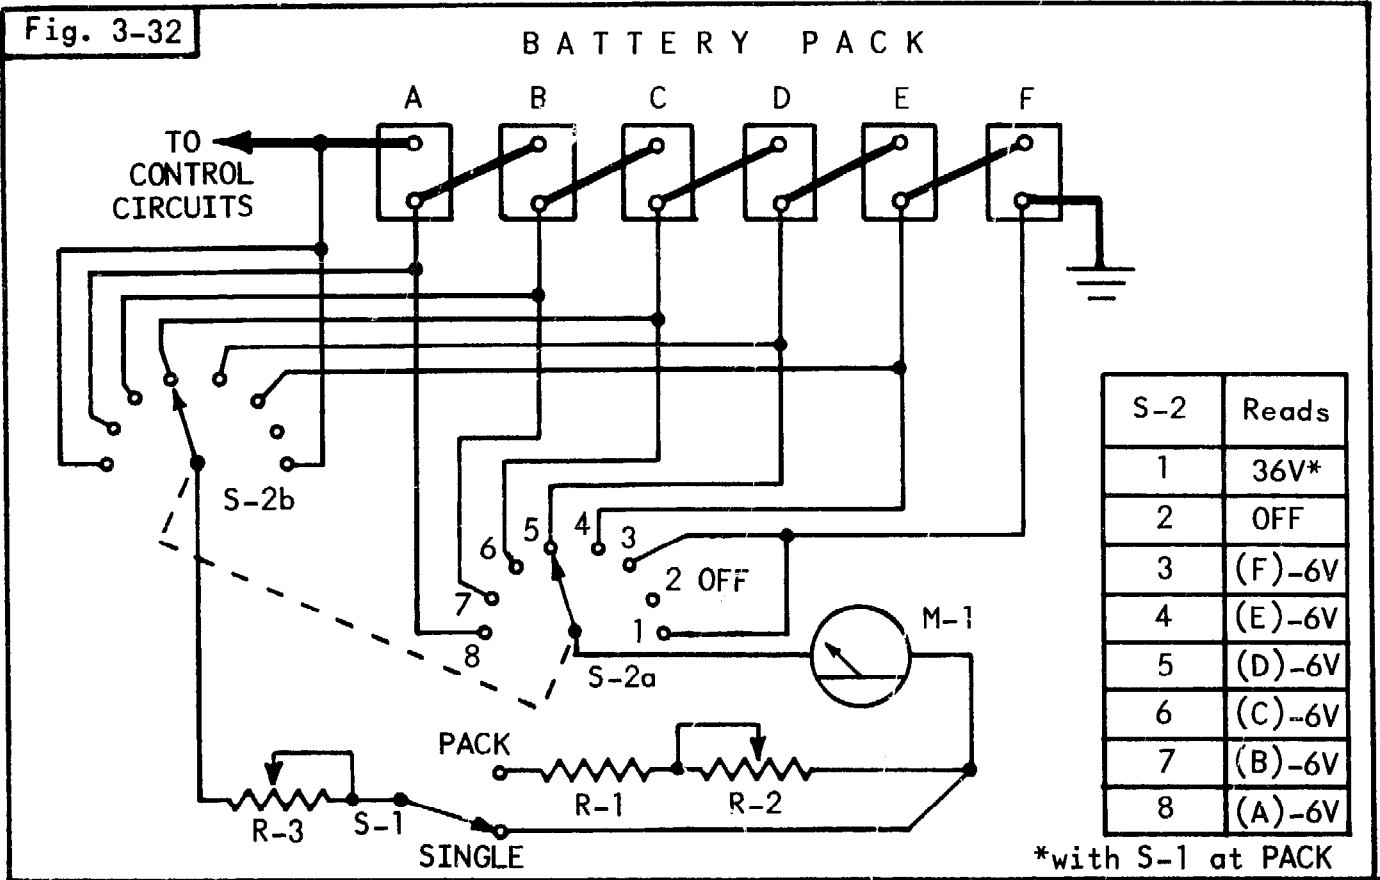 Fig. 3-32
BATTERY PACK
A B C D E F
TO
CONTROL
CIRCUITS
S-2b
8
7
6
5
4
3
2 OFF
1
S-2a
M-1
PACK
R-1
R-2
R-3
S-1
SINGLE
S-2 Reads
1 36V*
2 OFF
3 (F)-6V
4 (E)-6V
5 (D)-6V
6 (C)-6V
7 (B)-6V
8 (A)-6V
*with S-1 at PACK